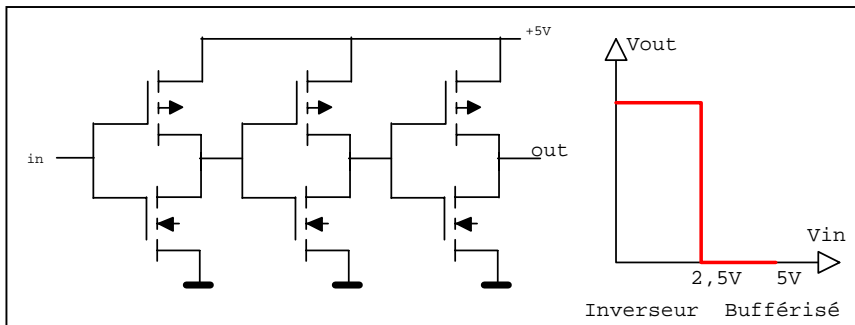 +5V
in
out
Vout
Vin
2,5V
5V
Inverseur Bufférisé